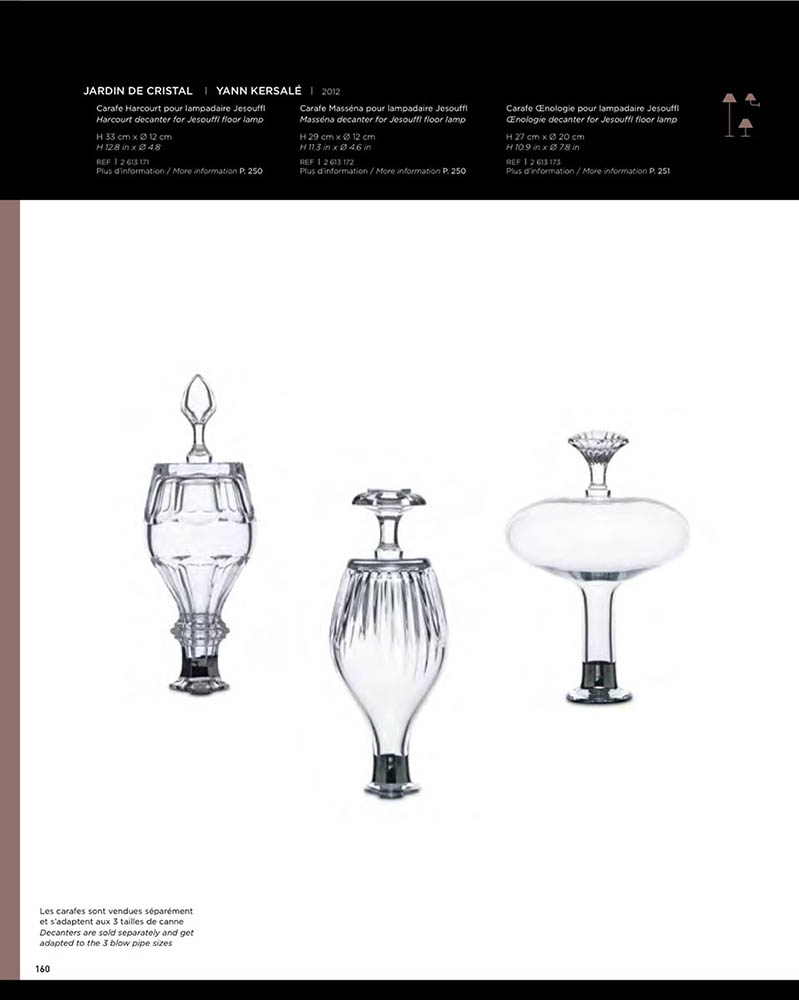 JARDIN DE CRISTAL | YANN KERSALÉ | 2012
Carafe Harcourt pour lampadaire Jesouffl
Harcourt decanter for Jesouffl floor lamp
H 33 cm x Ø 12 cm
H 12.8 in x Ø 4.8
REF | 2 613 171
Plus d'information / More information P. 250
Carafe Masséna pour lampadaire Jesouffl
Masséna decanter for Jesouffl floor lamp
H 29 cm x Ø 12 cm
H 11.3 in x Ø 4.6 in
REF | 2 613 172
Plus d'information / More information P. 250
Carafe Œnologie pour lampadaire Jesouffl
Œnologie decanter for Jesouffl floor lamp
H 27 cm x Ø 20 cm
H 10.9 in x Ø 7.8 in
REF | 2 613 173
Plus d'information / More information P. 251
Les carafes sont vendues séparément
et s'adaptent aux 3 tailles de canne
Decanters are sold separately and get
adapted to the 3 blow pipe sizes
160